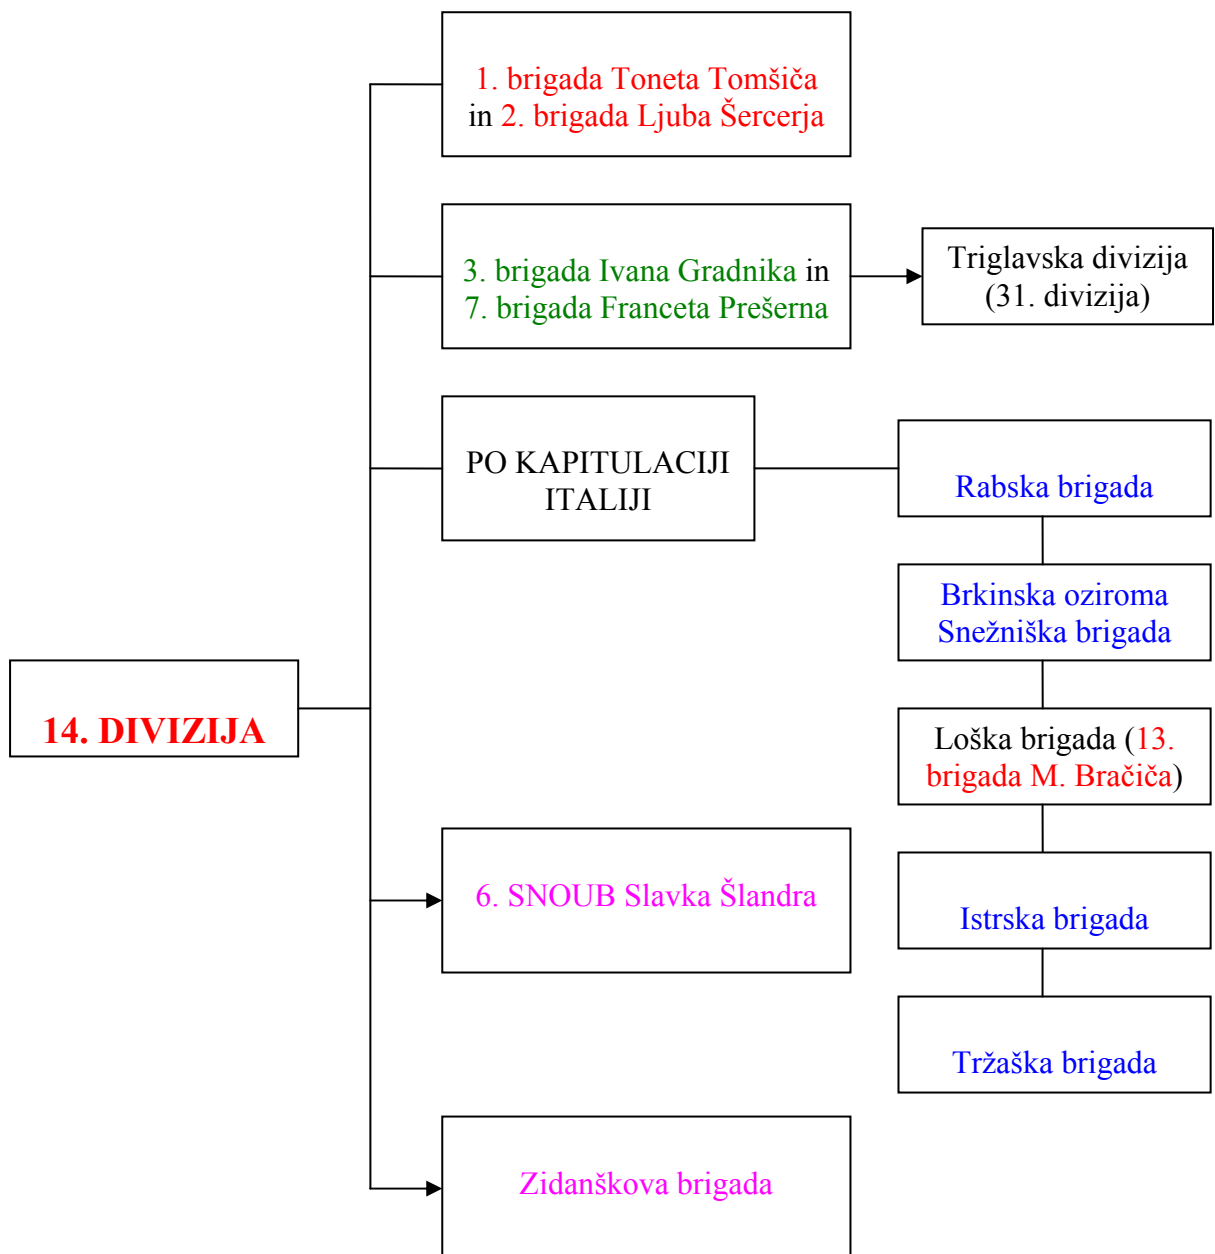 1. brigada Toneta Tomšiča
in 2. brigada Ljuba Šercerja
3. brigada Ivana Gradnika in
7. brigada Franceta Prešerna
Triglavska divizija
(31. divizija)
PO KAPITULACIJI
ITALIJI
Rabska brigada
Brkinska oziroma
Snežniška brigada
14. DIVIZIJA
Loška brigada (13.
brigada M. Bračiča)
6. SNOUB Slavka Šlandra
Istrska brigada
Tržaška brigada
Zidanškova brigada